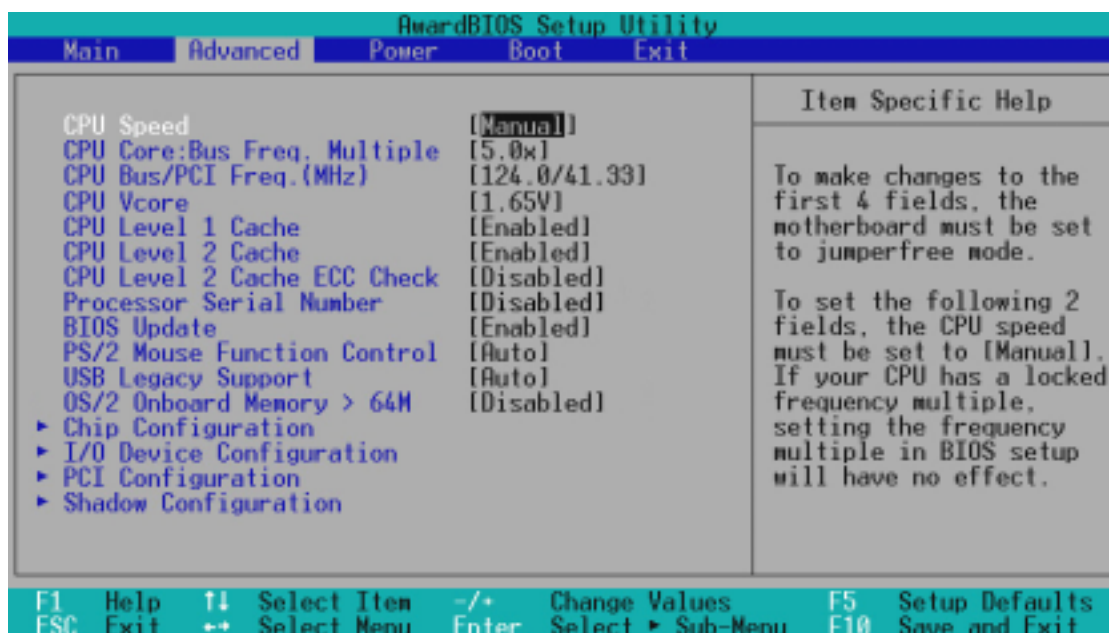 AwardBIOS Setup Utility
Main Advanced Power Boot Exit
Item Specific Help
CPU Speed [Manual]
CPU Core:Bus Freq. Multiple [5.0x]
CPU Bus/PCI Freq.(MHz) [124.0/41.33]
CPU Vcore [1.65V]
CPU Level 1 Cache [Enabled]
CPU Level 2 Cache [Enabled]
CPU Level 2 Cache ECC Check [Disabled]
Processor Serial Number [Disabled]
BIOS Update [Enabled]
PS/2 Mouse Function Control [Auto]
USB Legacy Support [Auto]
OS/2 Onboard Memory > 64M [Disabled]
▸ Chip Configuration
▸ I/O Device Configuration
▸ PCI Configuration
▸ Shadow Configuration
To make changes to the
first 4 fields, the
motherboard must be set
to jumperfree mode.
To set the following 2
fields, the CPU speed
must be set to [Manual].
If your CPU has a locked
frequency multiple,
setting the frequency
multiple in BIOS setup
will have no effect.
F1 Help ↑↓ Select Item -/+ Change Values F5 Setup Defaults
ESC Exit ←→ Select Menu Enter Select ▸ Sub-Menu F10 Save and Exit